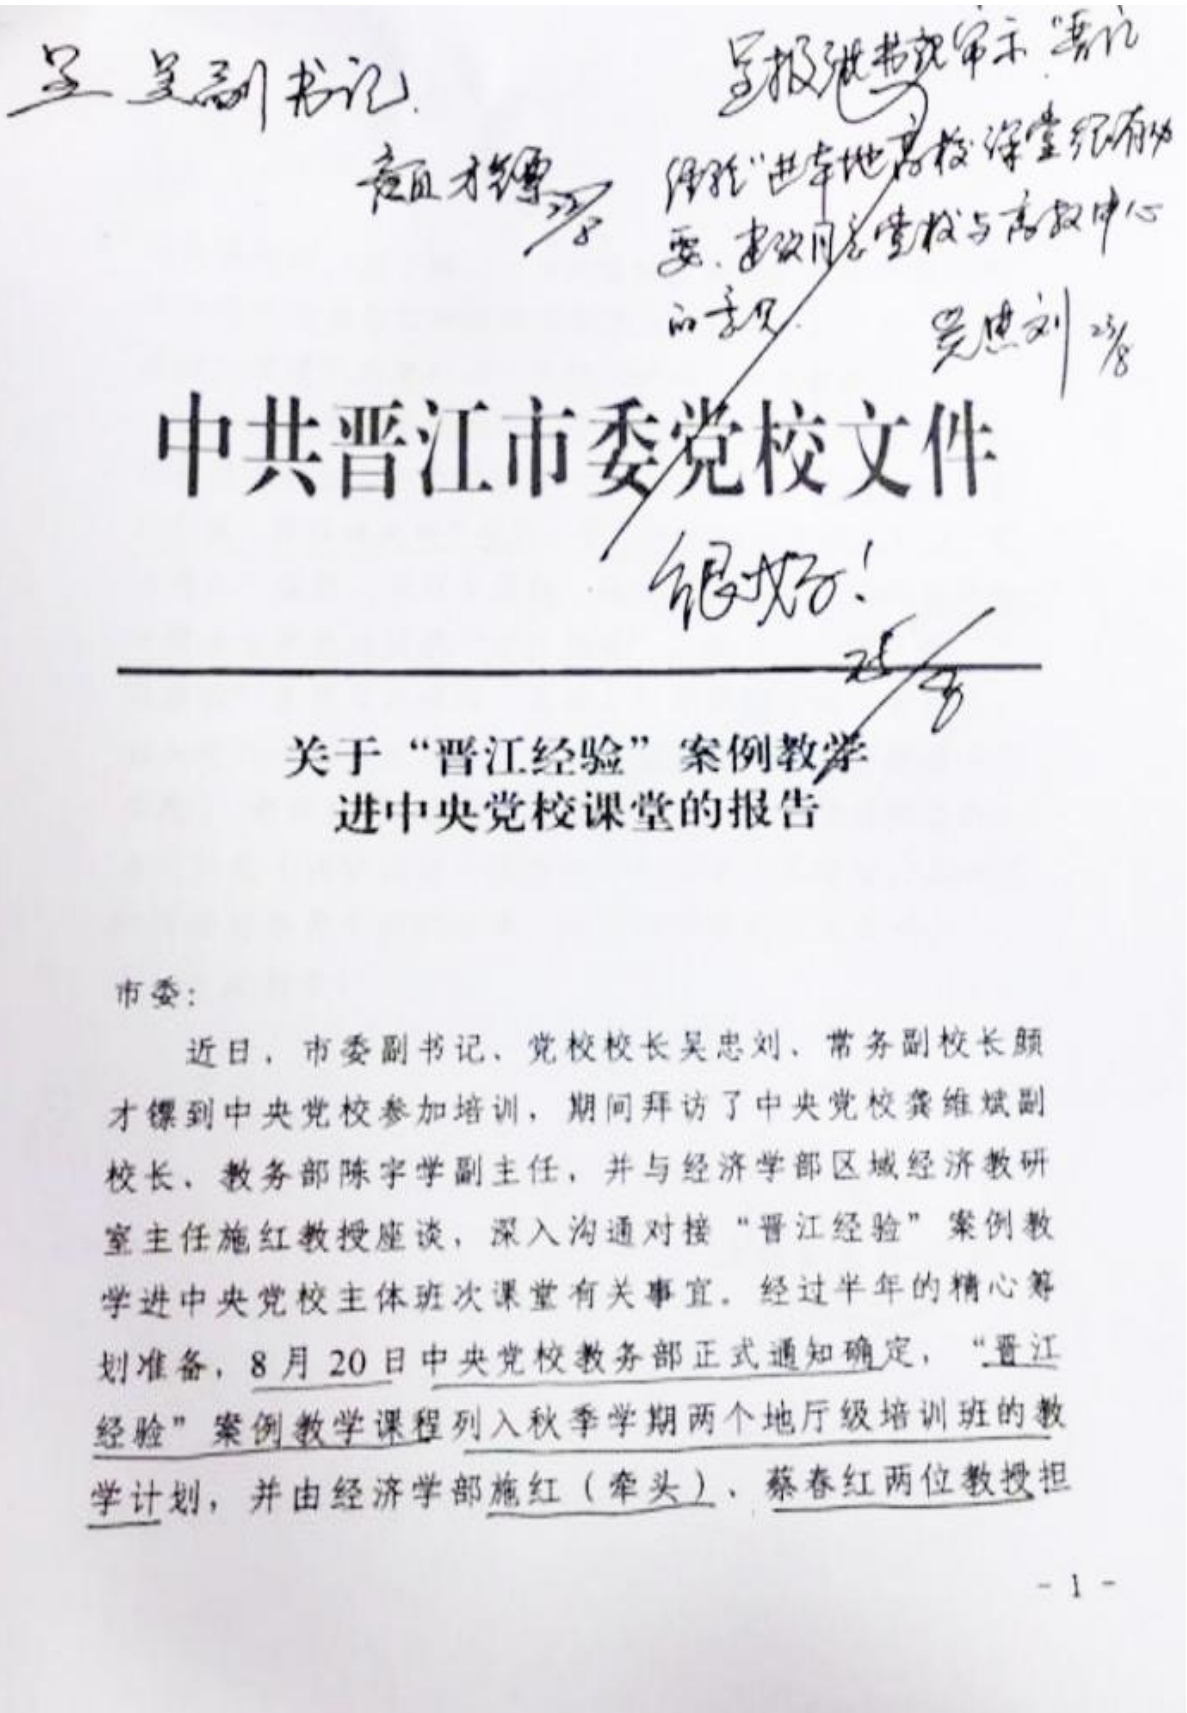 呈吴副书记
颜才镖 22/8
呈报张书记审示."晋江
经验"进本地高校课堂很有必
要.建议同意党校与高教中心
的意见.
吴忠刘 23/8
中共晋江市委党校文件
很好!
关于“晋江经验”案例教学
进中央党校课堂的报告
市委:
近日,市委副书记、党校校长吴忠刘、常务副校长颜
才镖到中央党校参加培训,期间拜访了中央党校龚维斌副
校长、教务部陈宇学副主任,并与经济学部区域经济教研
室主任施红教授座谈,深入沟通对接“晋江经验”案例教
学进中央党校主体班次课堂有关事宜。经过半年的精心筹
划准备,8月20日中央党校教务部正式通知确定,“晋江
经验”案例教学课程列入秋季学期两个地厅级培训班的教
学计划,并由经济学部施红(牵头)、蔡春红两位教授担
- 1 -